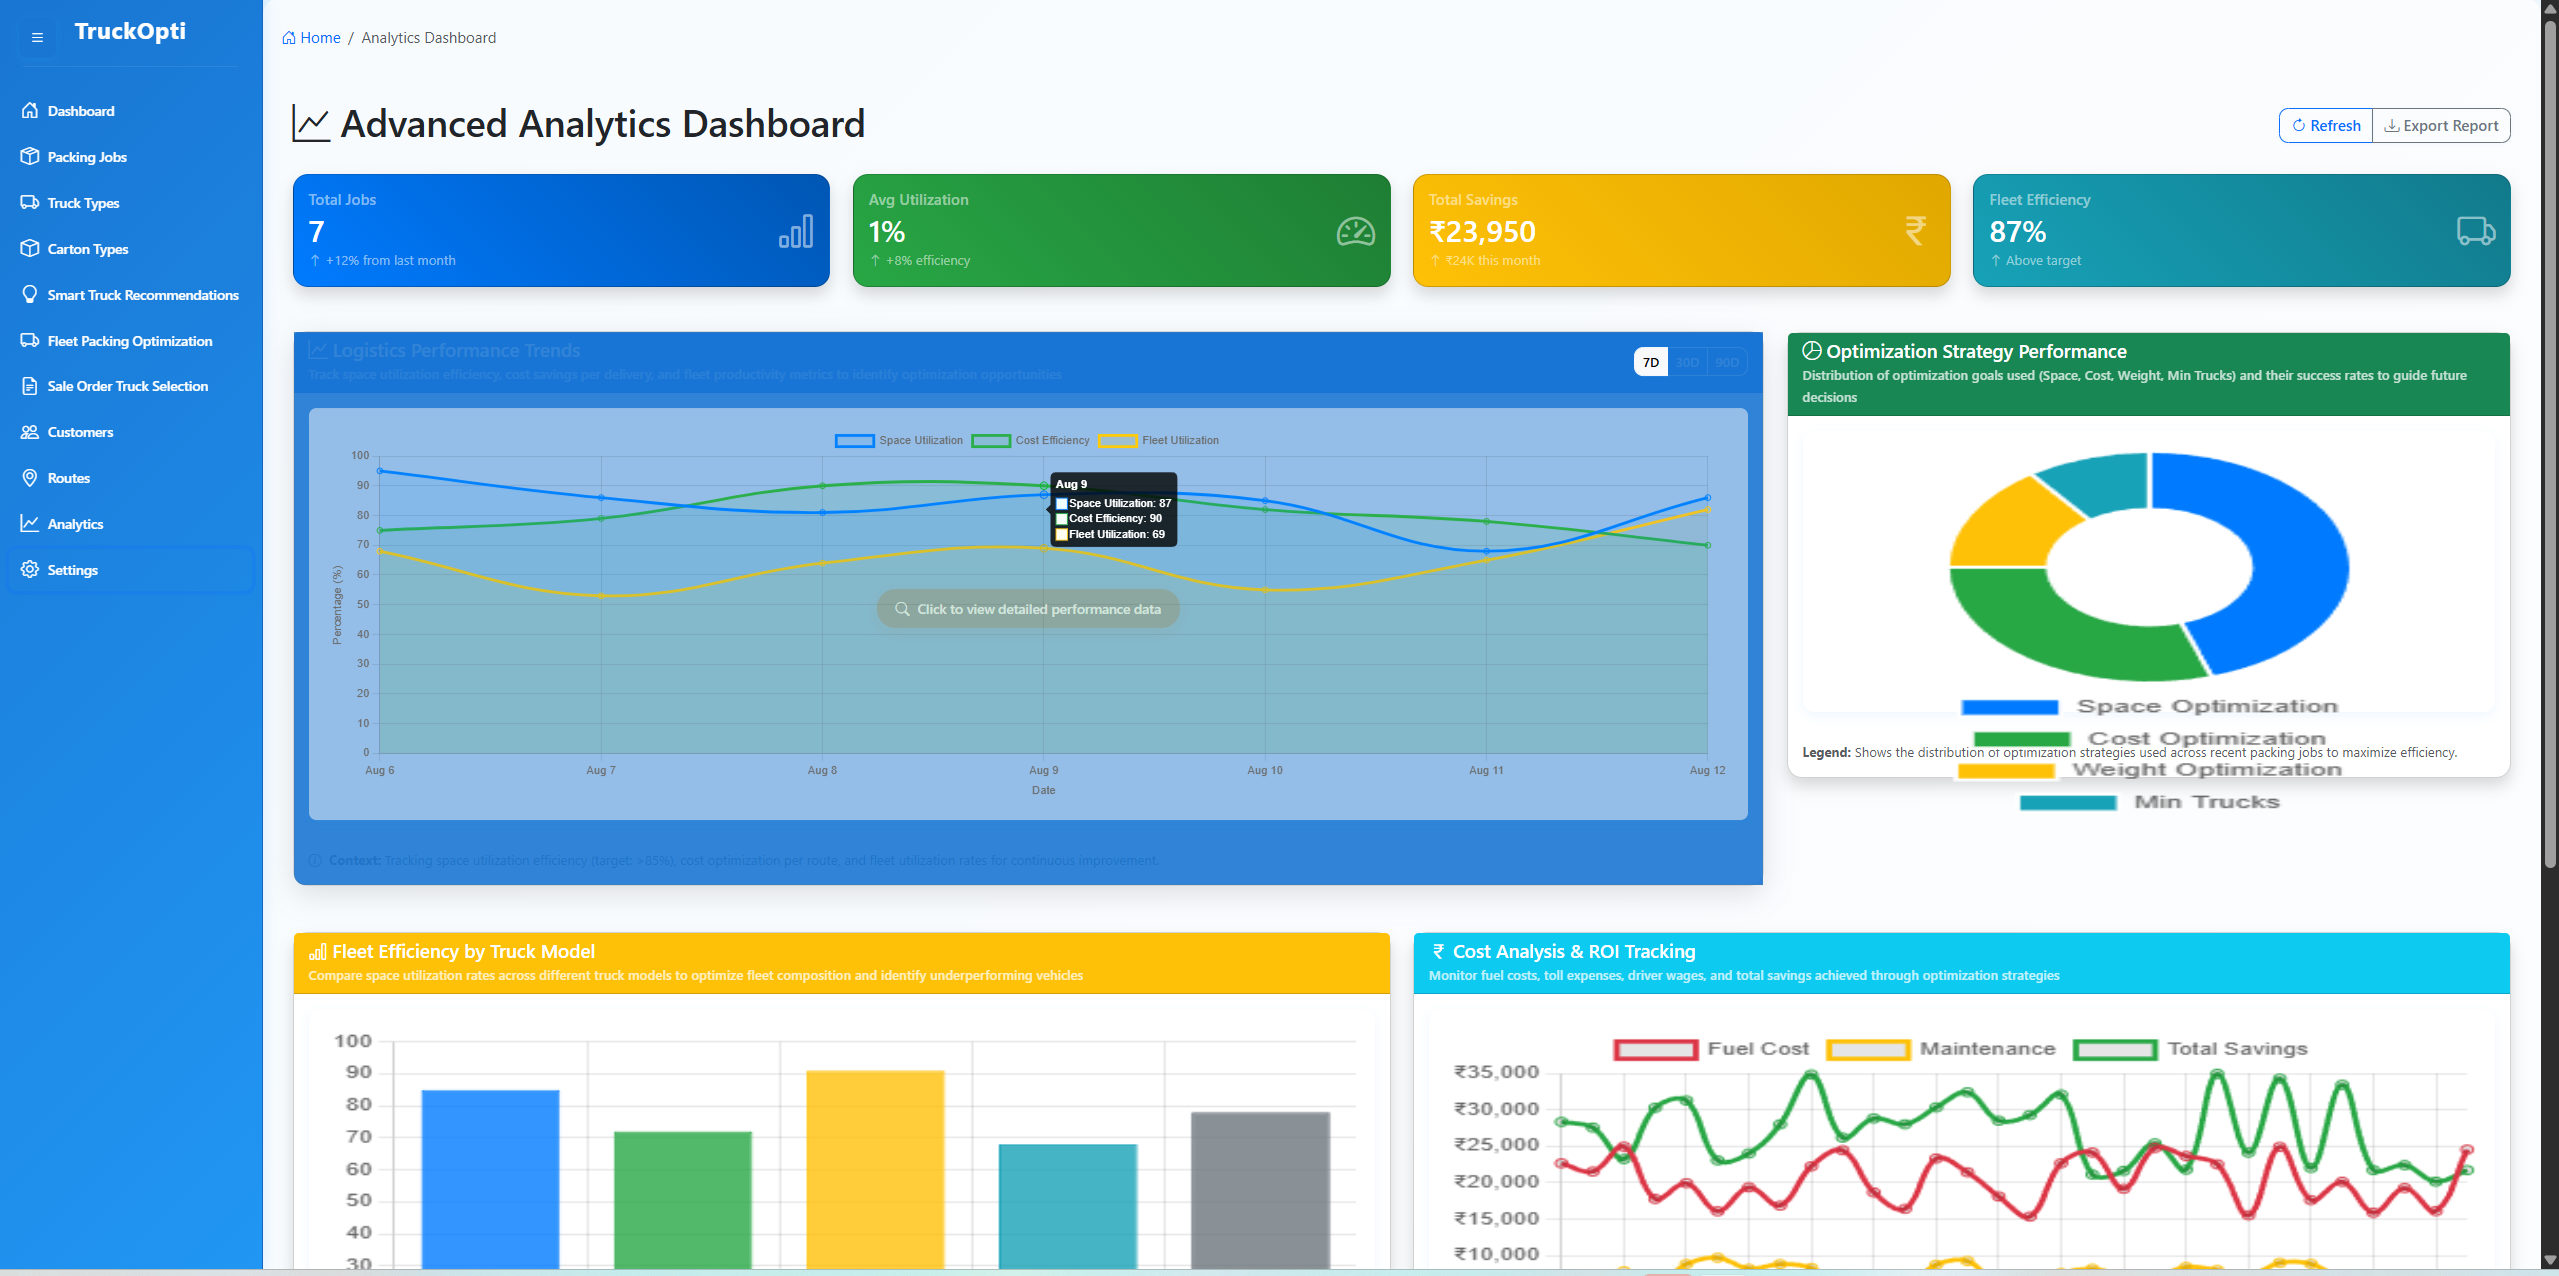 TruckOpti
Dashboard
Packing Jobs
Truck Types
Carton Types
Smart Truck Recommendations
Fleet Packing Optimization
Sale Order Truck Selection
Customers
Routes
Analytics
Settings
Home / Analytics Dashboard
Advanced Analytics Dashboard
Refresh
Export Report
Total Jobs
7
↑ +12% from last month
Avg Utilization
1%
↑ +8% efficiency
Total Savings
₹23,950
↑ ₹24K this month
₹
Fleet Efficiency
87%
↑ Above target
Logistics Performance Trends
Track space utilization efficiency, cost savings per delivery, and fleet productivity metrics to identify optimization opportunities
7D 30D 90D
Space Utilization Cost Efficiency Fleet Utilization
100
90
80
70
60
50
40
30
20
10
0
Percentage (%)
Aug 9
Space Utilization: 87
Cost Efficiency: 90
Fleet Utilization: 69
Click to view detailed performance data
Aug 6 Aug 7 Aug 8 Aug 9 Aug 10 Aug 11 Aug 12
Date
Context: Tracking space utilization efficiency (target: >85%), cost optimization per route, and fleet utilization rates for continuous improvement.
Optimization Strategy Performance
Distribution of optimization goals used (Space, Cost, Weight, Min Trucks) and their success rates to guide future
decisions
Space Optimization
Cost Optimization
Legend: Shows the distribution of optimization strategies used across recent packing jobs to maximize efficiency.
Weight Optimization
Min Trucks
Fleet Efficiency by Truck Model
Compare space utilization rates across different truck models to optimize fleet composition and identify underperforming vehicles
100
90
80
70
60
50
40
30
₹ Cost Analysis & ROI Tracking
Monitor fuel costs, toll expenses, driver wages, and total savings achieved through optimization strategies
Fuel Cost Maintenance Total Savings
₹35,000
₹30,000
₹25,000
₹20,000
₹15,000
₹10,000